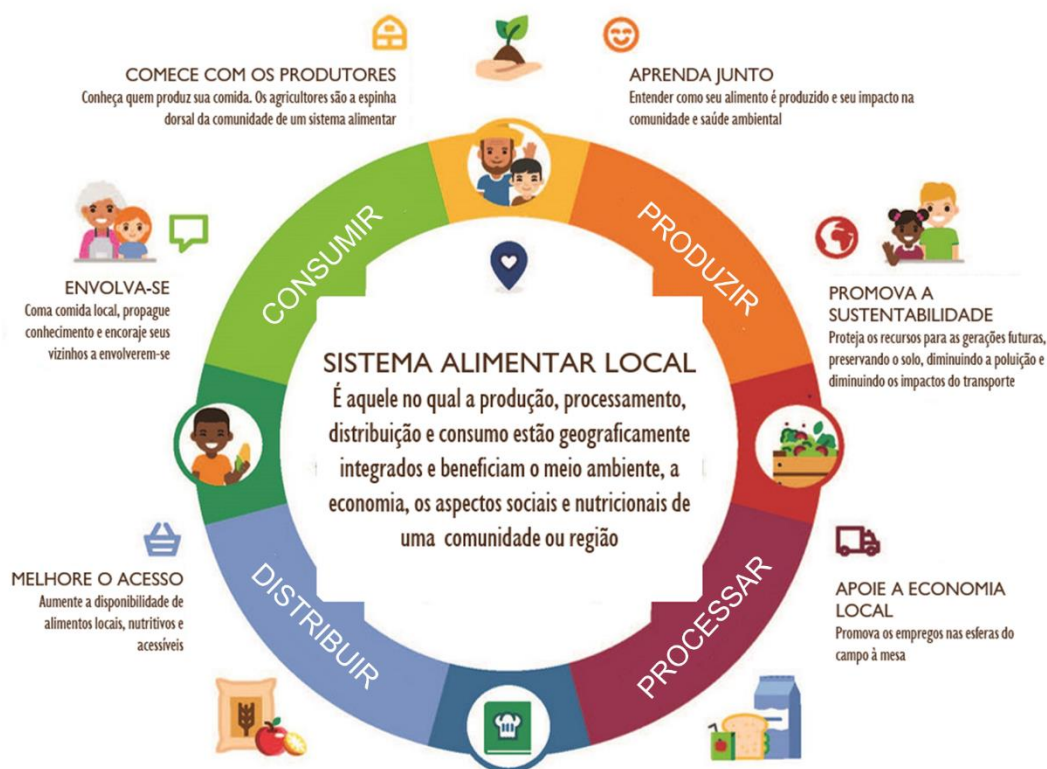 COMECE COM OS PRODUTORES
Conheça quem produz sua comida. Os agricultores são a espinha
dorsal da comunidade de um sistema alimentar
APRENDA JUNTO
Entender como seu alimento é produzido e seu impacto na
comunidade e saúde ambiental
CONSUMIR
PRODUZIR
ENVOLVA-SE
Coma comida local, propague
conhecimento e encoraje seus
vizinhos a envolverem-se
PROMOVA A
SUSTENTABILIDADE
Proteja os recursos para as gerações futuras,
preservando o solo, diminuindo a poluição e
diminuindo os impactos do transporte
SISTEMA ALIMENTAR LOCAL
É aquele no qual a produção, processamento,
distribuição e consumo estão geograficamente
integrados e beneficiam o meio ambiente, a
economia, os aspectos sociais e nutricionais de
uma comunidade ou região
MELHORE O ACESSO
Aumente a disponibilidade de
alimentos locais, nutritivos e
acessíveis
DISTRIBUIR
PROCESSAR
APOIE A ECONOMIA
LOCAL
Promova os empregos nas esferas do
campo à mesa